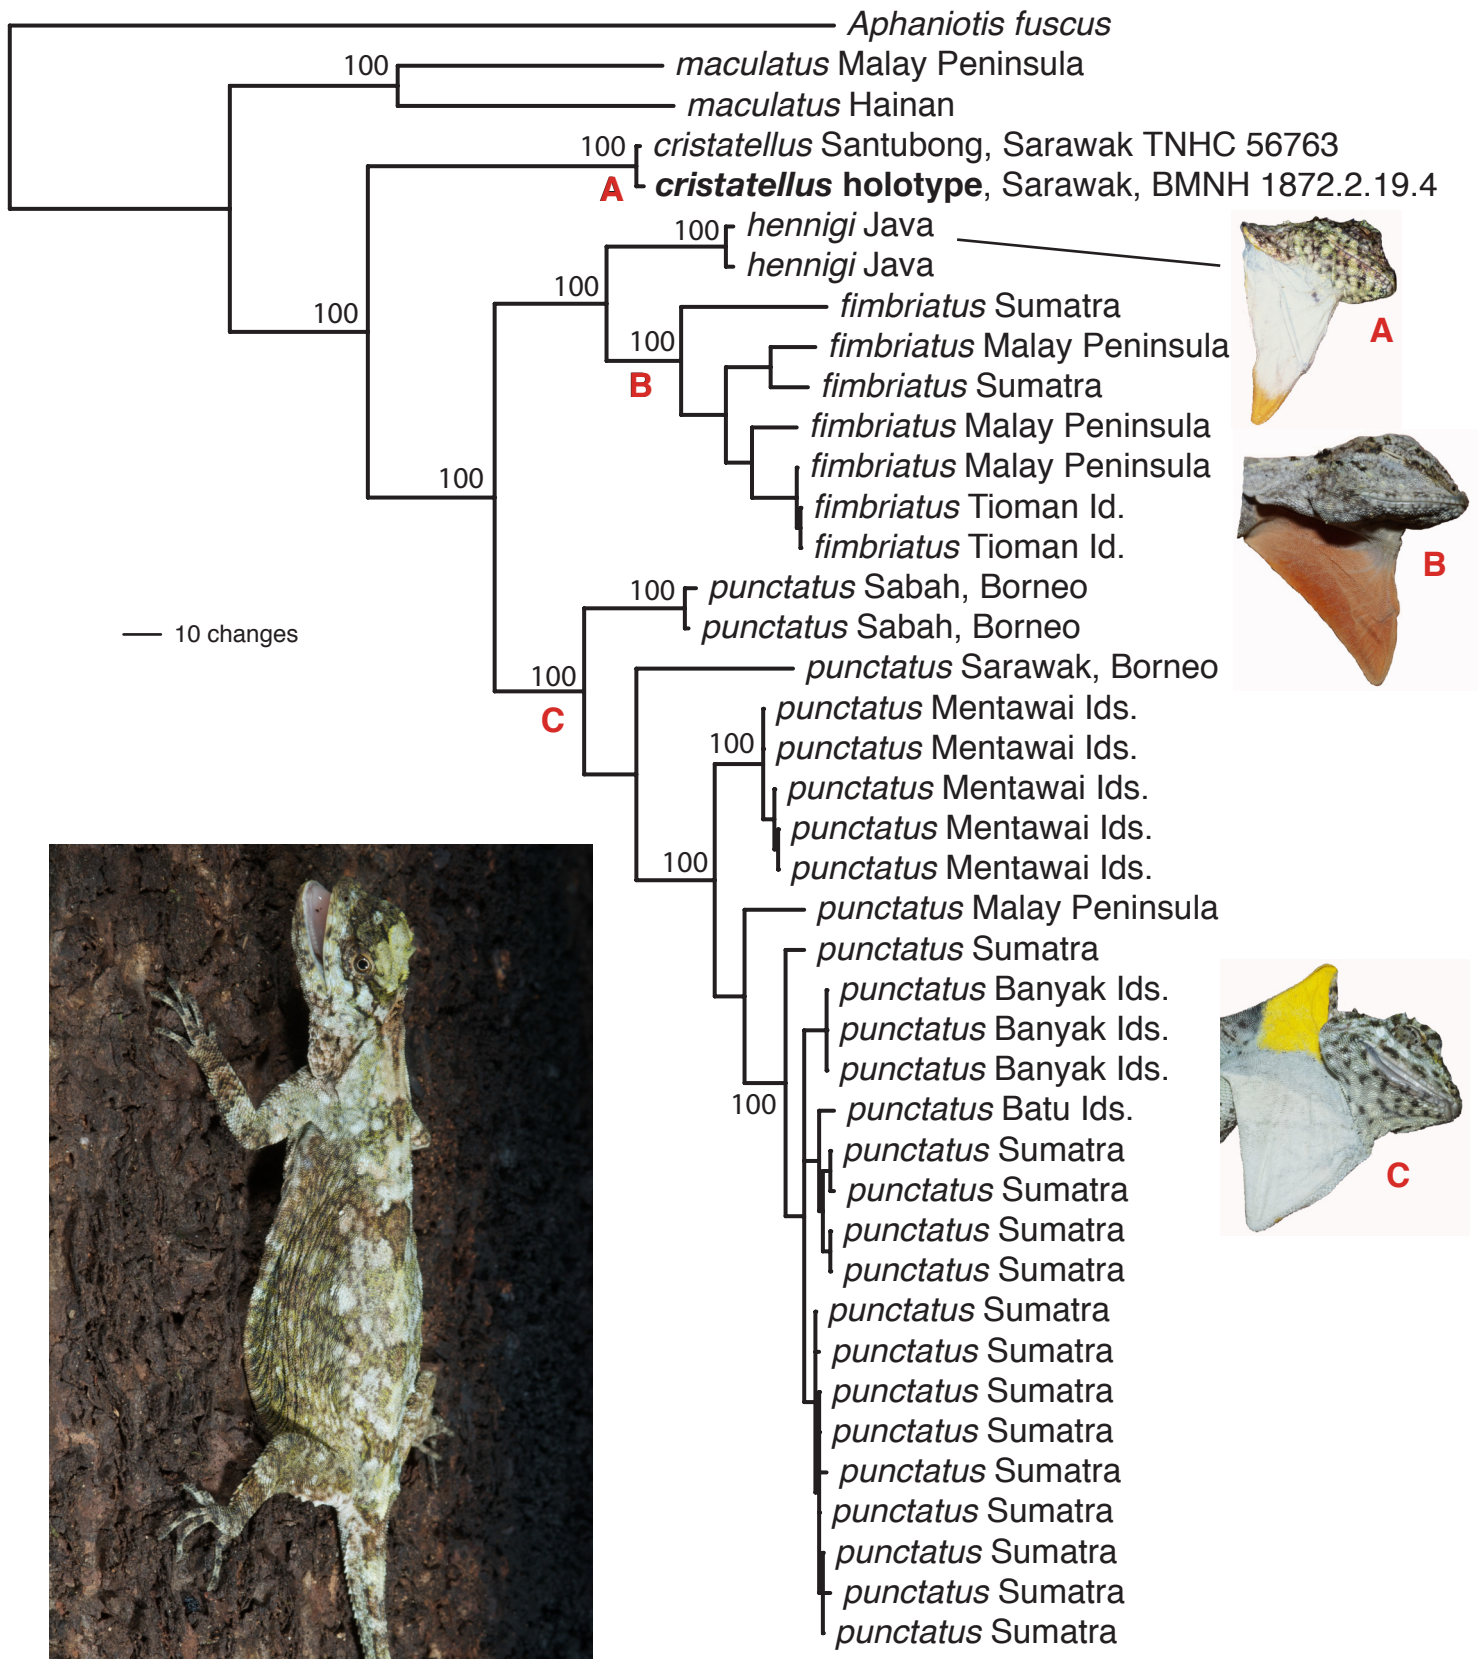 Aphaniotis fuscus
100
maculatus Malay Peninsula
maculatus Hainan
100
cristatellus Santubong, Sarawak TNHC 56763
A
cristatellus holotype, Sarawak, BMNH 1872.2.19.4
100
hennigi Java
hennigi Java
100
100
fimbriatus Sumatra
A
100
fimbriatus Malay Peninsula
B
fimbriatus Sumatra
fimbriatus Malay Peninsula
fimbriatus Malay Peninsula
100
fimbriatus Tioman Id.
fimbriatus Tioman Id.
B
100
punctatus Sabah, Borneo
punctatus Sabah, Borneo
10 changes
100
punctatus Sarawak, Borneo
C
punctatus Mentawai Ids.
100
punctatus Mentawai Ids.
punctatus Mentawai Ids.
punctatus Mentawai Ids.
100
punctatus Mentawai Ids.
punctatus Malay Peninsula
punctatus Sumatra
punctatus Banyak Ids.
punctatus Banyak Ids.
punctatus Banyak Ids.
100
punctatus Batu Ids.
punctatus Sumatra
C
punctatus Sumatra
punctatus Sumatra
punctatus Sumatra
punctatus Sumatra
punctatus Sumatra
punctatus Sumatra
punctatus Sumatra
punctatus Sumatra
punctatus Sumatra
punctatus Sumatra
punctatus Sumatra
punctatus Sumatra